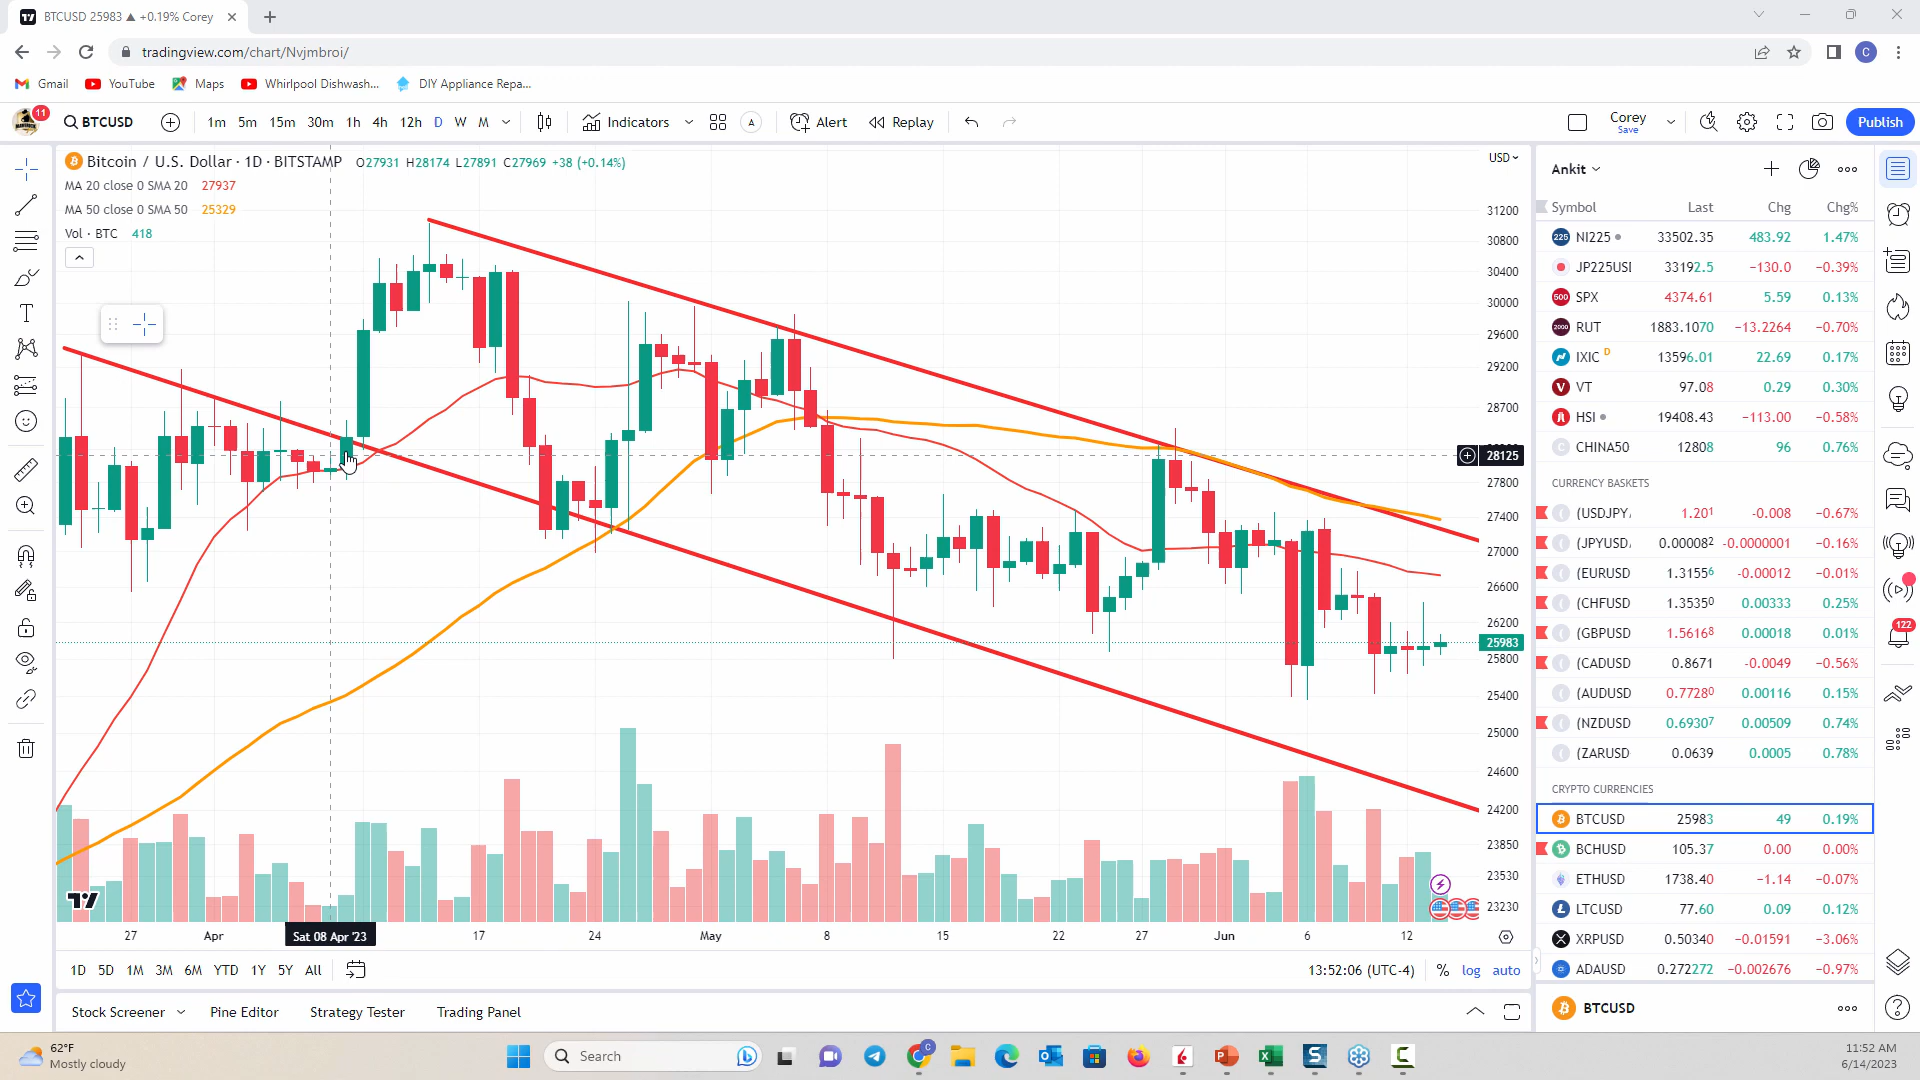 BTCUSD 25983 ▲ +0.19% Corey
tradingview.com/chart/Nvjmbroi/
C
Gmail YouTube Maps Whirlpool Dishwash... DIY Appliance Repa...
11 BTCUSD 1m 5m 15m 30m 1h 4h 12h D W M Indicators A Alert Replay Corey Save Publish
Bitcoin / U.S. Dollar · 1D · BITSTAMP O27931 H28174 L27891 C27969 +38 (+0.14%)
MA 20 close 0 SMA 20 27937
MA 50 close 0 SMA 50 25329
Vol · BTC 418
USD
31200
30800
30400
30000
29600
29200
28700
28125
27800
27400
27000
26600
26200
25983
25800
25400
25000
24600
24200
23850
23530
23230
27 Apr Sat 08 Apr '23 17 24 May 8 15 22 27 Jun 6 12
1D 5D 1M 3M 6M YTD 1Y 5Y All 13:52:06 (UTC-4) % log auto
Stock Screener Pine Editor Strategy Tester Trading Panel
Ankit
Symbol Last Chg Chg%
225 NI225 33502.35 483.92 1.47%
JP225USI 33192.5 −130.0 −0.39%
500 SPX 4374.61 5.59 0.13%
2000 RUT 1883.1070 −13.2264 −0.70%
IXIC D 13596.01 22.69 0.17%
V VT 97.08 0.29 0.30%
HSI 19408.43 −113.00 −0.58%
C CHINA50 12808 96 0.76%
CURRENCY BASKETS
( (USDJPY/ 1.201 -0.008 −0.67%
( (JPYUSD/ 0.000082 -0.0000001 −0.16%
( (EURUSD 1.31556 -0.00012 −0.01%
( (CHFUSD 1.35350 0.00333 0.25%
( (GBPUSD 1.56168 0.00018 0.01%
( (CADUSD 0.8671 -0.0049 −0.56%
( (AUDUSD 0.77280 0.00116 0.15%
( (NZDUSD 0.69307 0.00509 0.74%
( (ZARUSD 0.0639 0.0005 0.78%
CRYPTO CURRENCIES
BTCUSD 25983 49 0.19%
BCHUSD 105.37 0.00 0.00%
ETHUSD 1738.40 −1.14 −0.07%
LTCUSD 77.60 0.09 0.12%
XRPUSD 0.50340 −0.01591 −3.06%
ADAUSD 0.272272 −0.002676 −0.97%
BTCUSD
122
62°F
Mostly cloudy
Search
11:52 AM
6/14/2023